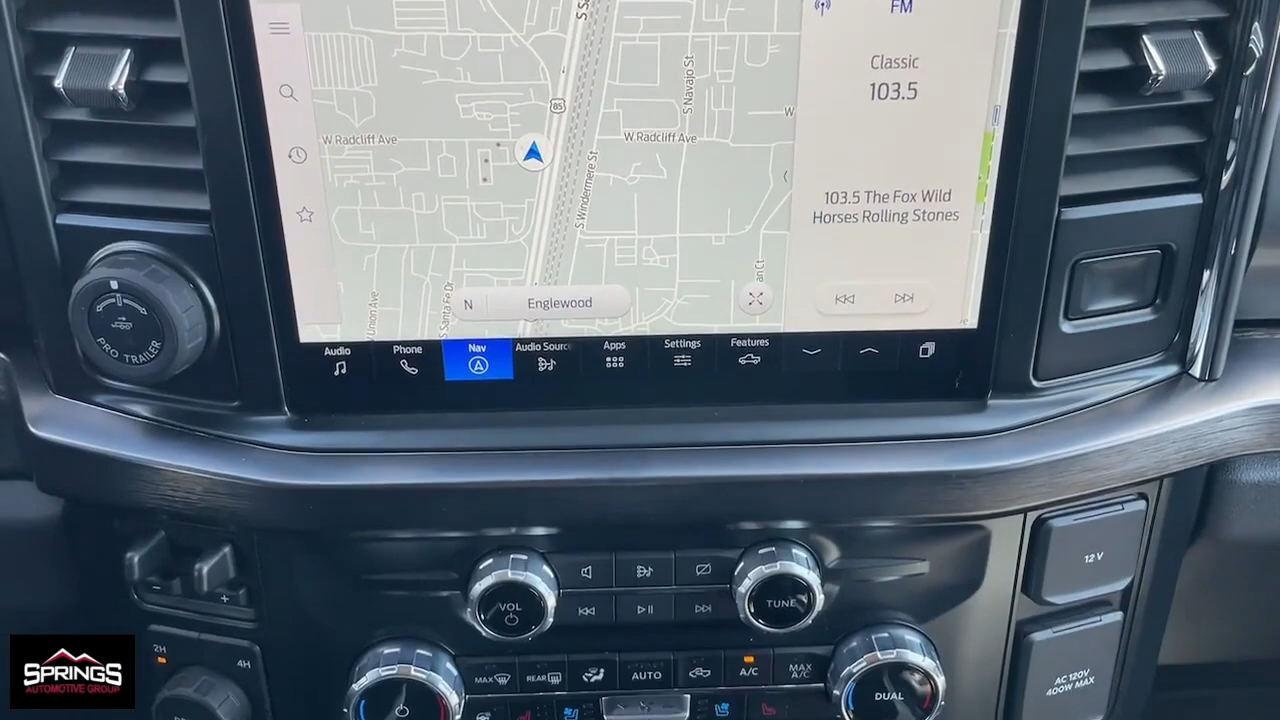 FM
Classic
103.5
103.5 The Fox Wild
Horses Rolling Stones
85
W Radcliff Ave
W Radcliff Ave
S Navajo St
S Windermere St
S Santa Fe Dr
Union Ave
W
N
Englewood
Audio
Phone
Nav
Audio Sourc
Apps
Settings
Features
PRO TRAILER
VOL
TUNE
12 V
AC 120V
400W MAX
2H
4H
MAX
REAR
AUTO
A/C
MAX
A/C
DUAL
SPRINGS
AUTOMOTIVE GROUP